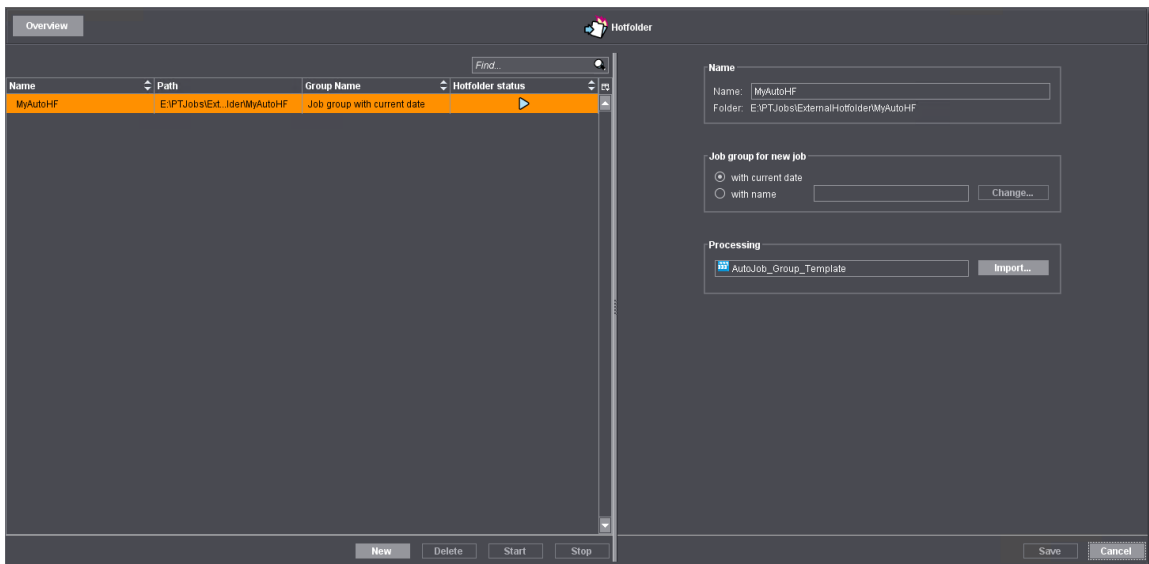 Overview
Hotfolder
Find...
Name Path Group Name Hotfolder status
MyAutoHF E:\PTJobs\Ext...lder\MyAutoHF Job group with current date
New Delete Start Stop
Name
Name: MyAutoHF
Folder: E:\PTJobs\ExternalHotfolder\MyAutoHF
Job group for new job
with current date
with name Change...
Processing
AutoJob_Group_Template Import...
Save Cancel